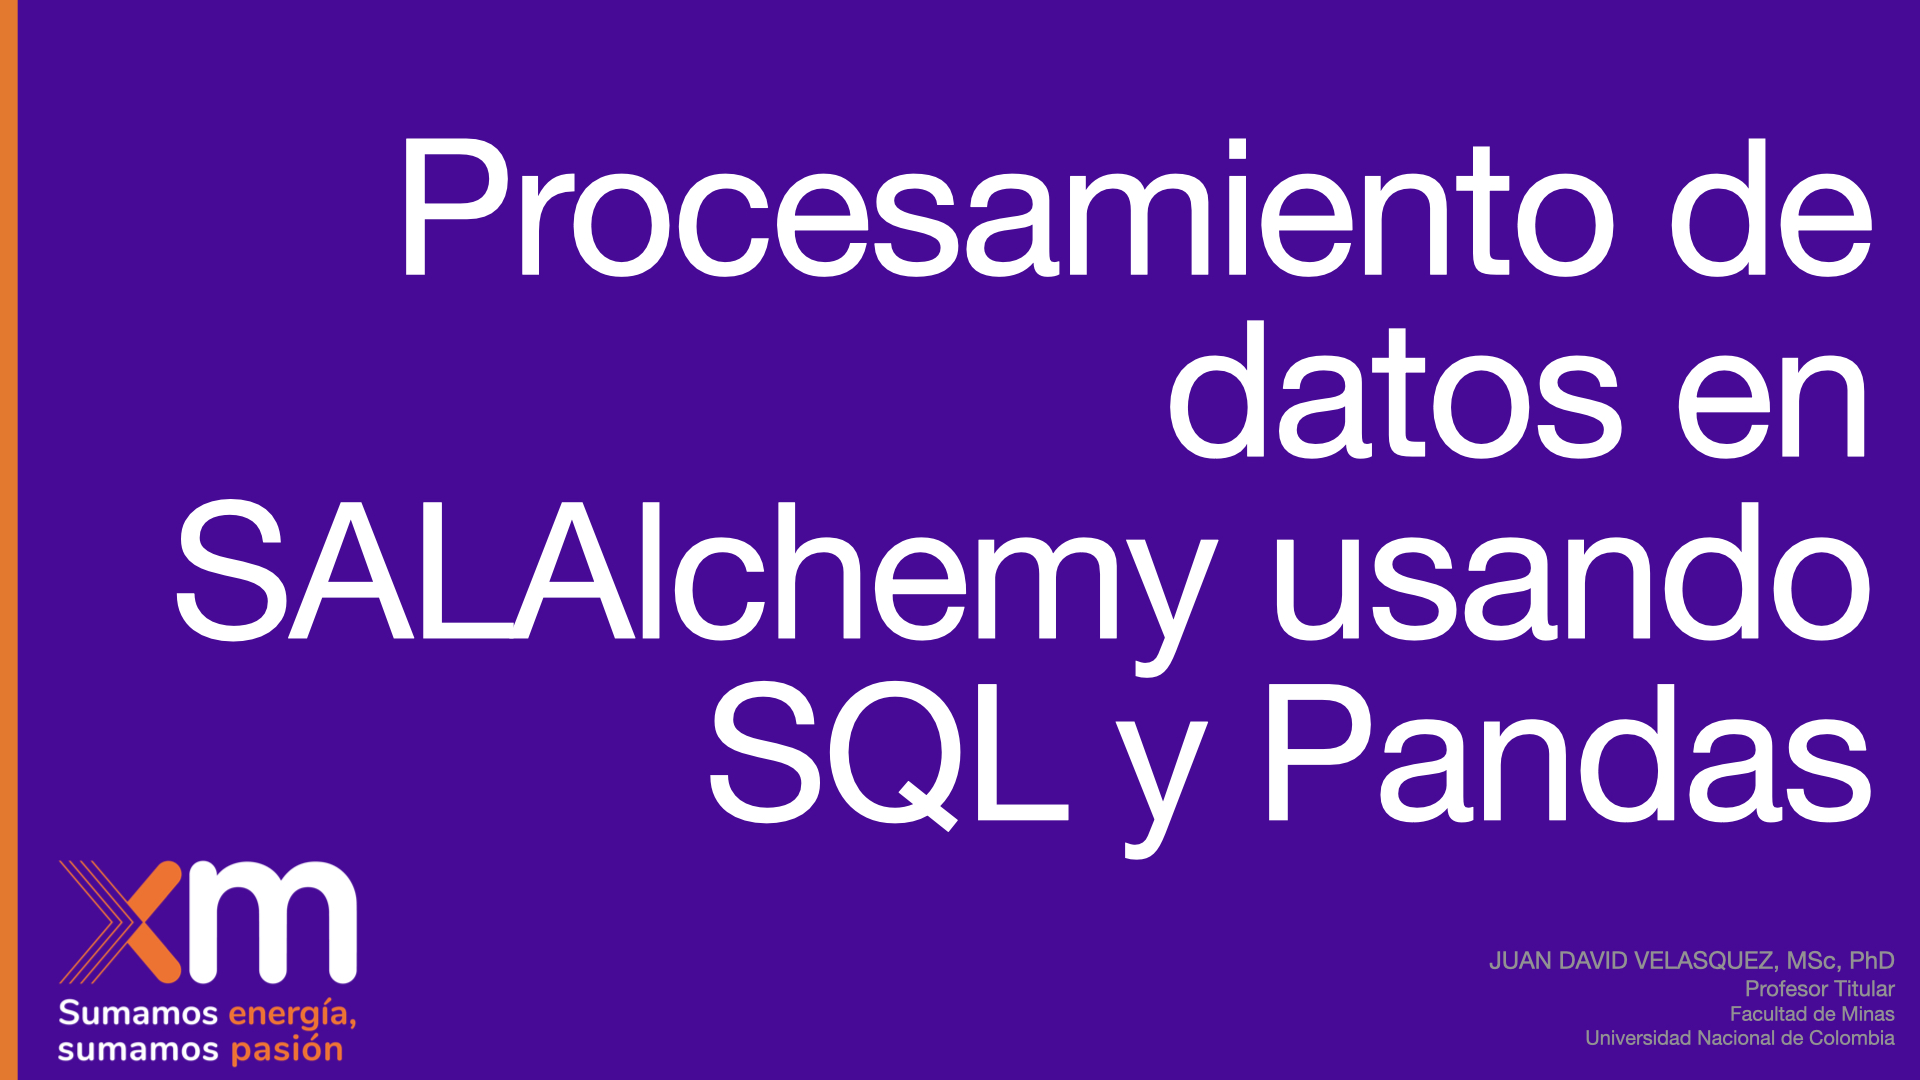 Procesamiento de
datos en
SALAlchemy usando
SQL y Pandas
xm
Sumamos energía,
sumamos pasión
JUAN DAVID VELASQUEZ, MSc, PhD
Profesor Titular
Facultad de Minas
Universidad Nacional de Colombia